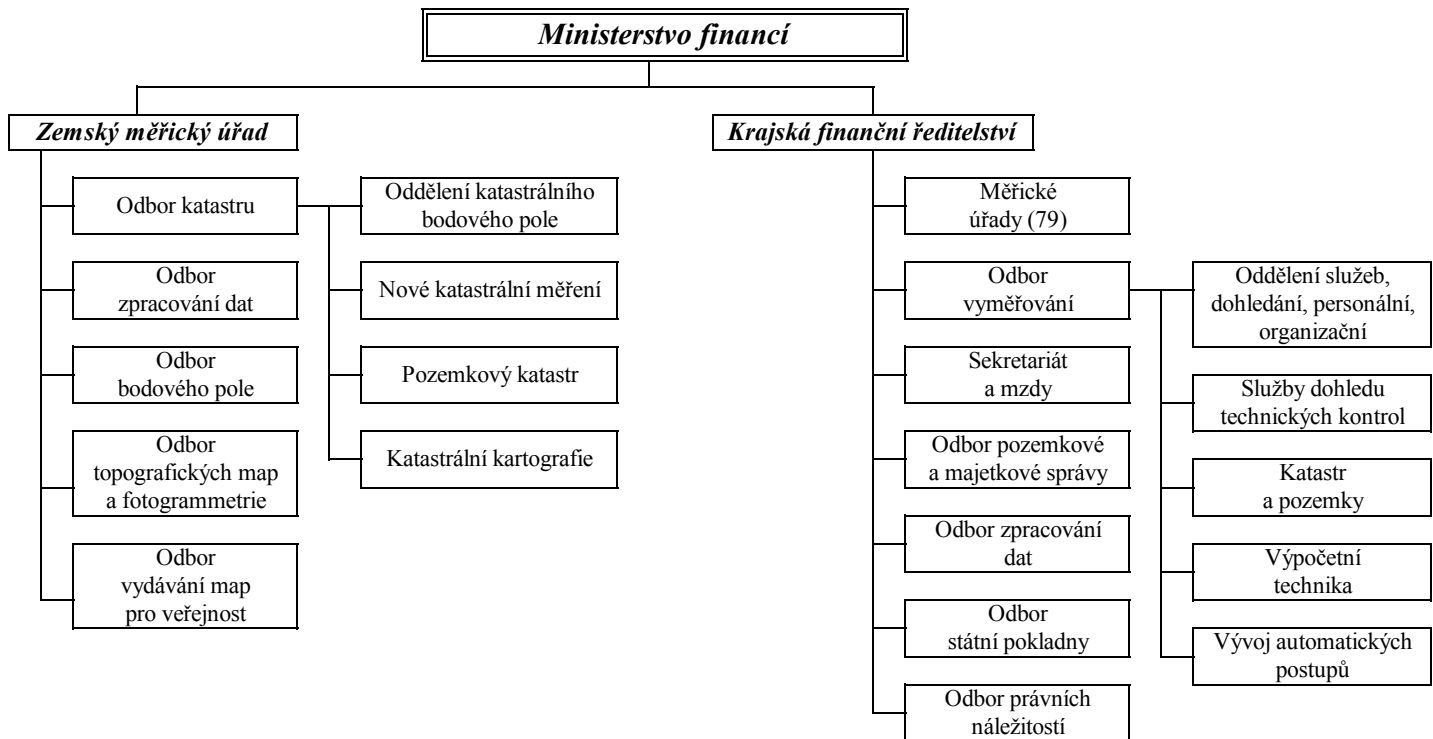 Ministerstvo financí
Zemský měřický úřad
Odbor katastru
Oddělení katastrálního
bodového pole
Odbor
zpracování dat
Nové katastrální měření
Odbor
bodového pole
Pozemkový katastr
Odbor
topografických map
a fotogrammetrie
Katastrální kartografie
Odbor
vydávání map
pro veřejnost
Krajská finanční ředitelství
Měřické
úřady (79)
Odbor
vyměřování
Oddělení služeb,
dohledání, personální,
organizační
Sekretariát
a mzdy
Služby dohledu
technických kontrol
Odbor pozemkové
a majetkové správy
Katastr
a pozemky
Odbor zpracování
dat
Výpočetní
technika
Odbor
státní pokladny
Vývoj automatických
postupů
Odbor právních
náležitostí